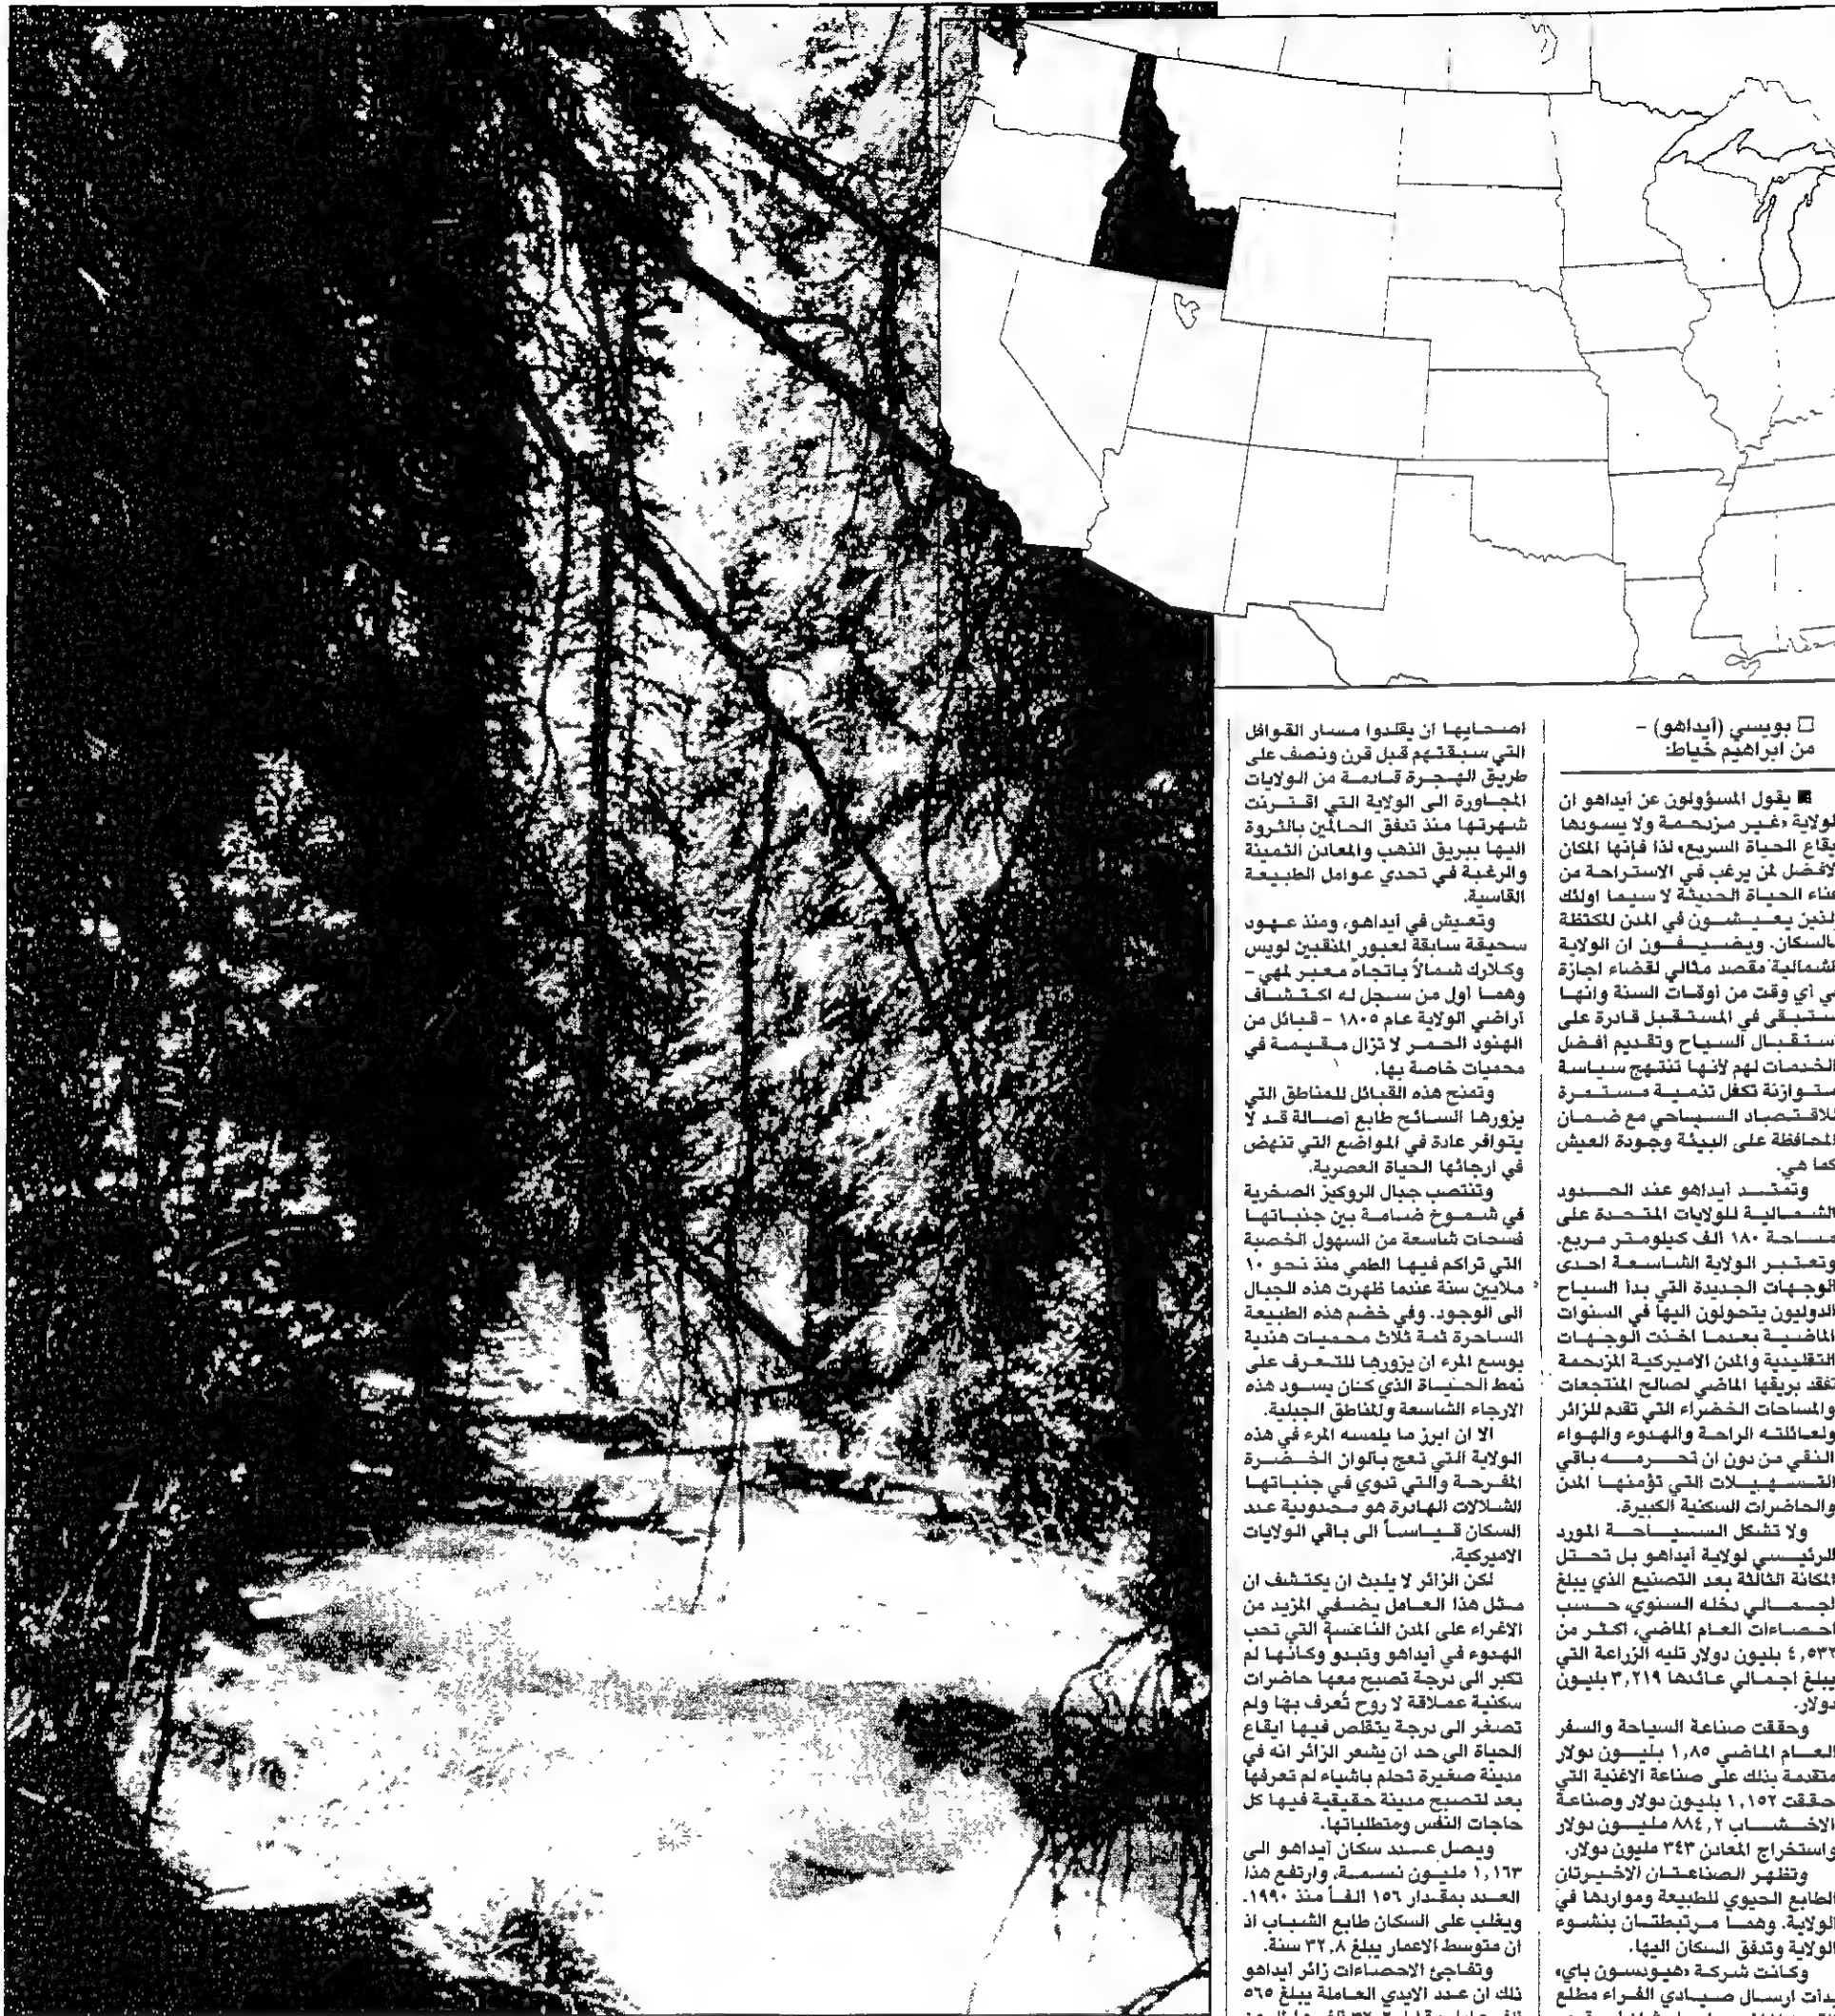 □ بويسي (أيداهو) -
من ابراهيم خياط:
■ يقول المسؤولون عن أيداهو ان
لولاية «غير مزدحمة ولا يسودها
يقاع الحياة السريع» لذا فإنها المكان
لافضل لمن يرغب في الاستراحة من
عناء الحياة الحديثة لا سيما اولئك
لذين يعيشون في المدن المكتظة
بالسكان. ويضيفون ان الولاية
لشمالية مقصد مثالي لقضاء اجازة
في أي وقت من أوقات السنة وانها
ستبقى في المستقبل قادرة على
استقبال السياح وتقديم أفضل
الخدمات لهم لأنها تنتهج سياسة
متوازنة تكفل تنمية مستمرة
للاقتصاد السياحي مع ضمان
المحافظة على البيئة وجودة العيش
كما هي.
وتمتد أيداهو عند الحدود
الشمالية للولايات المتحدة على
مساحة ١٨٠ الف كيلومتر مربع.
وتعتبر الولاية الشاسعة احدى
الوجهات الجديدة التي بدأ السياح
الدوليون يتحولون اليها في السنوات
الماضية بعدما اخذت الوجهات
التقليدية والمدن الاميركية المزدحمة
تفقد بريقها الماضي لصالح المنتجعات
والمساحات الخضراء التي تقدم للزائر
ولعائلته الراحة والهدوء والهواء
النقي من دون ان تحرمه باقي
التسهيلات التي تؤمنها المدن
والحاضرات السكنية الكبيرة.
ولا تشكل السياحة المورد
الرئيسي لولاية أيداهو بل تحتل
المكانة الثالثة بعد التصنيع الذي يبلغ
اجمالي دخله السنوي، حسب
احصاءات العام الماضي، اكثر من
٤,٥٣٢ بليون دولار تليه الزراعة التي
يبلغ اجمالي عائدها ٣,٢١٩ بليون
دولار.
وحققت صناعة السياحة والسفر
العام الماضي ١,٨٥ بليون دولار
متقدمة بذلك على صناعة الاغذية التي
حققت ١,١٥٢ بليون دولار وصناعة
الاخشاب ٨٨٤,٢ مليون دولار
واستخراج المعادن ٣٤٣ مليون دولار.
وتظهر الصناعتان الاخيرتان
الطابع الحيوي للطبيعة ومواردها في
الولاية. وهما مرتبطتان بنشوء
الولاية وتدفق السكان اليها.
وكانت شركة «هيودسون باي»
بدأت ارسال صيادي الفراء مطلع
اصحابها ان يقلدوا مسار القوافل
التي سبقتهم قبل قرن ونصف على
طريق الهجرة قادمة من الولايات
المجاورة الى الولاية التي اقترنت
شهرتها منذ تدفق الحالمين بالثروة
اليها ببريق الذهب والمعادن الثمينة
والرغبة في تحدي عوامل الطبيعة
القاسية.
وتعيش في أيداهو، ومنذ عهود
سحيقة سابقة لعبور المنقبين لويس
وكلارك شمالاً باتجاه معبر لمهي -
وهما أول من سجل له اكتشاف
أراضي الولاية عام ١٨٠٥ - قبائل من
الهنود الحمر لا تزال مقيمة في
محميات خاصة بها.
وتمنح هذه القبائل للمناطق التي
يزورها السائح طابع أصالة قد لا
يتوافر عادة في المواضع التي تنهض
في ارجائها الحياة العصرية.
وتنتصب جبال الروكيز الصخرية
في شموخ ضامة بين جنباتها
فسحات شاسعة من السهول الخصبة
التي تراكم فيها الطمي منذ نحو ١٠
ملايين سنة عندما ظهرت هذه الجبال
الى الوجود. وفي خضم هذه الطبيعة
الساحرة ثمة ثلاث محميات هندية
بوسع المرء ان يزورها للتعرف على
نمط الحياة الذي كان يسود هذه
الارجاء الشاسعة والمناطق الجبلية.
الا ان ابرز ما يلمسه المرء في هذه
الولاية التي تعج بألوان الخضرة
المفرحة والتي تدوي في جنباتها
الشلالات الهادرة هو محدودية عدد
السكان قياساً الى باقي الولايات
الاميركية.
لكن الزائر لا يلبث ان يكتشف ان
مثل هذا العامل يضفي المزيد من
الاغراء على المدن الناعسة التي تحب
الهدوء في أيداهو وتبدو وكأنها لم
تكبر الى درجة تصبح معها حاضرات
سكنية عملاقة لا روح تُعرف بها ولم
تصغر الى درجة يتقلص فيها ايقاع
الحياة الى حد ان يشعر الزائر انه في
مدينة صغيرة تحلم باشياء لم تعرفها
بعد لتصبح مدينة حقيقية فيها كل
حاجات النفس ومتطلباتها.
ويصل عدد سكان أيداهو الى
١,١٦٣ مليون نسمة، وارتفع هذا
العدد بمقدار ١٥٦ الفاً منذ ١٩٩٠.
ويغلب على السكان طابع الشباب اذ
ان متوسط الاعمار يبلغ ٣٢,٨ سنة.
وتفاجئ الاحصاءات زائر أيداهو
ذلك ان عدد الايدي العاملة يبلغ ٥٦٥